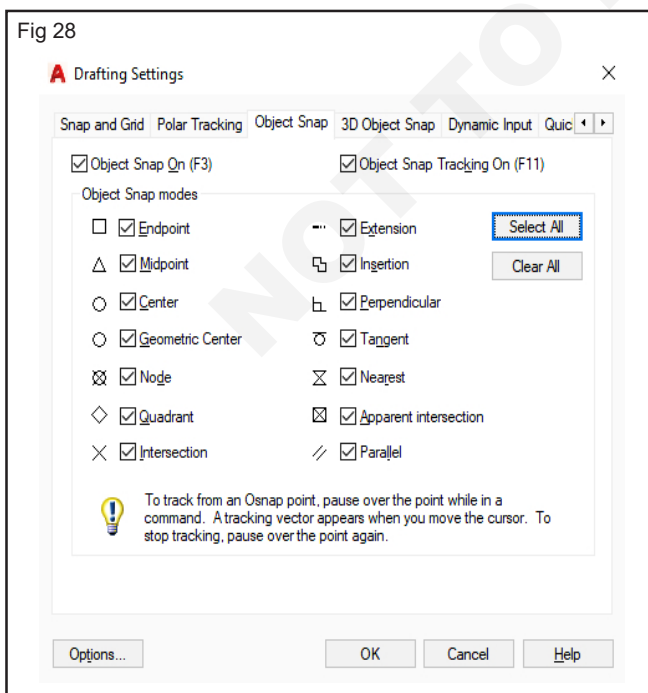 Fig 28
Drafting Settings
Snap and Grid Polar Tracking Object Snap 3D Object Snap Dynamic Input Quic
Object Snap On (F3) Object Snap Tracking On (F11)
Object Snap modes
Endpoint Extension Select All
Midpoint Insertion Clear All
Center Perpendicular
Geometric Center Tangent
Node Nearest
Quadrant Apparent intersection
Intersection Parallel
To track from an Osnap point, pause over the point while in a
command. A tracking vector appears when you move the cursor. To
stop tracking, pause over the point again.
Options... OK Cancel Help
NOT TO